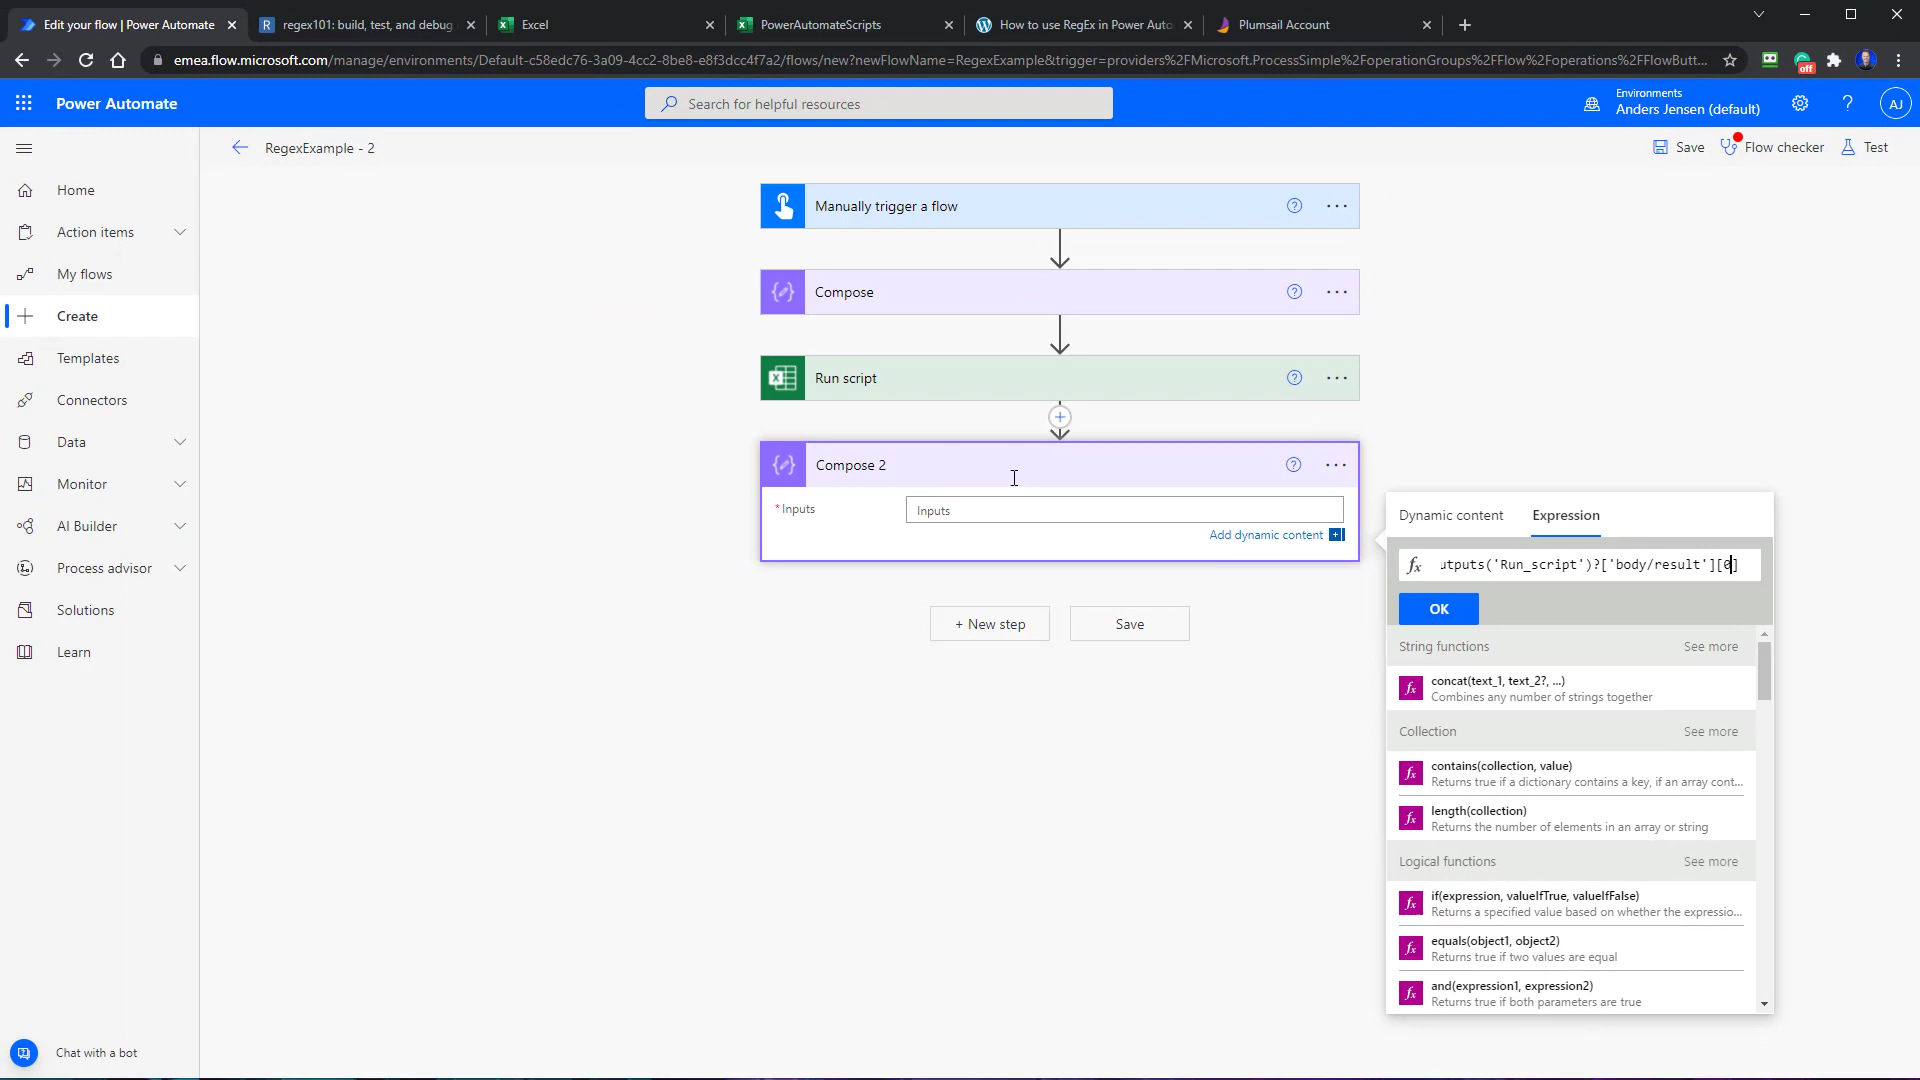 Edit your flow | Power Automate
regex101: build, test, and debug
Excel
PowerAutomateScripts
How to use RegEx in Power Auto
Plumsail Account
emea.flow.microsoft.com/manage/environments/Default-c58edc76-3a09-4cc2-8be8-e8f3dcc4f7a2/flows/new?newFlowName=RegexExample&trigger=providers%2FMicrosoft.ProcessSimple%2FoperationGroups%2FFlow%2Foperations%2FFlowButt...
off
Power Automate
Search for helpful resources
Environments
Anders Jensen (default)
?
AJ
RegexExample - 2
Save
Flow checker
Test
Home
Action items
My flows
Create
Templates
Connectors
Data
Monitor
AI Builder
Process advisor
Solutions
Learn
Chat with a bot
Manually trigger a flow
Compose
Run script
Compose 2
* Inputs
Inputs
Add dynamic content
+ New step
Save
Dynamic content
Expression
fx
utputs('Run_script')?['body/result'][0]
OK
String functions
See more
fx
concat(text_1, text_2?, ...)
Combines any number of strings together
Collection
See more
fx
contains(collection, value)
Returns true if a dictionary contains a key, if an array cont...
fx
length(collection)
Returns the number of elements in an array or string
Logical functions
See more
fx
if(expression, valueIfTrue, valueIfFalse)
Returns a specified value based on whether the expressio...
fx
equals(object1, object2)
Returns true if two values are equal
fx
and(expression1, expression2)
Returns true if both parameters are true